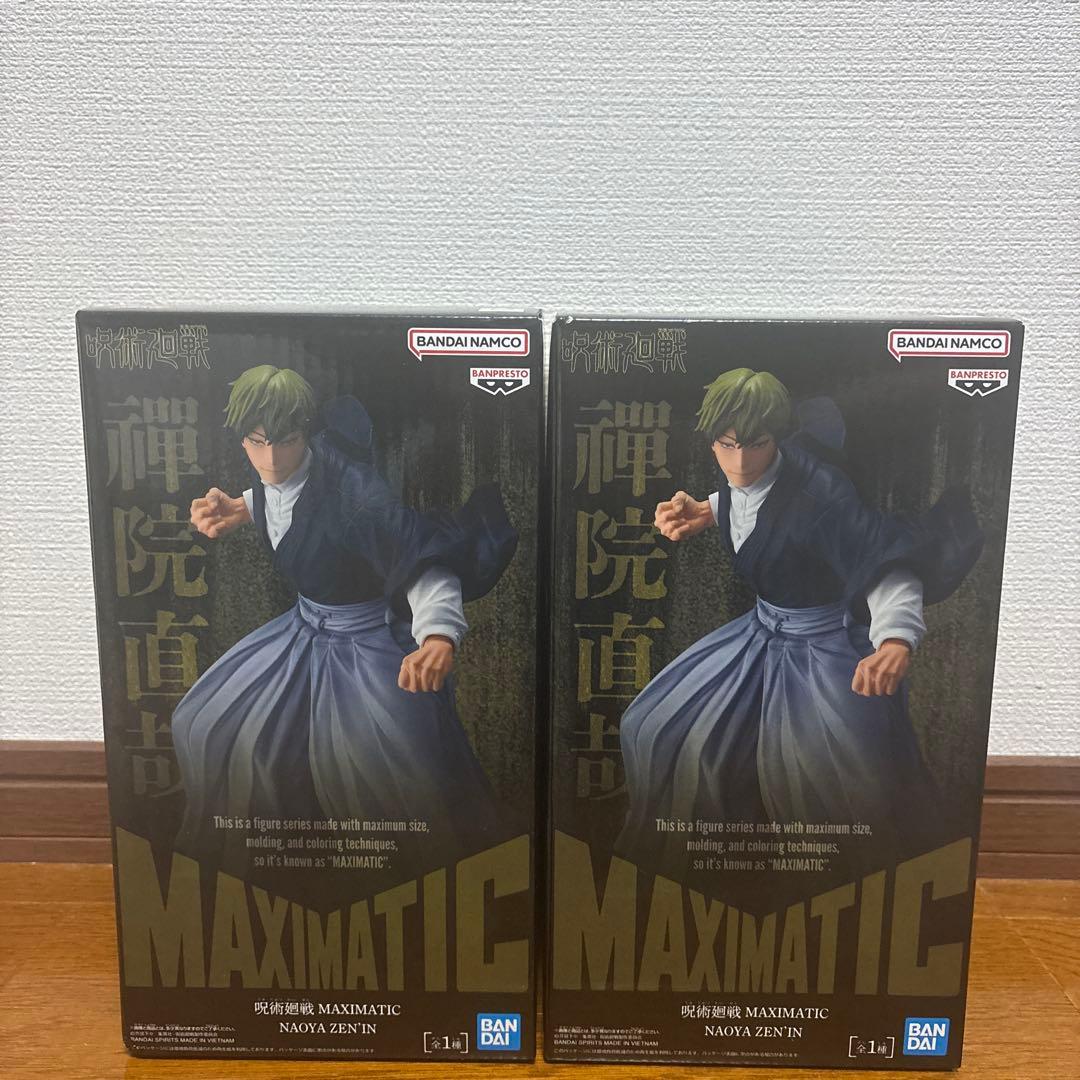 呪術廻戦
BANDAI NAMCO
BANPRESTO
禪院直哉
This is a figure series made with maximum size,
molding, and coloring techniques,
so it's known as "MAXIMATIC".
MAXIMATIC
呪術廻戦 MAXIMATIC
NAOYA ZEN'IN
BANDAI SPIRITS MADE IN VIETNAM
[全1種]
BAN
DAI
呪術廻戦
BANDAI NAMCO
BANPRESTO
禪院直哉
This is a figure series made with maximum size,
molding, and coloring techniques,
so it's known as "MAXIMATIC".
MAXIMATIC
呪術廻戦 MAXIMATIC
NAOYA ZEN'IN
BANDAI SPIRITS MADE IN VIETNAM
[全1種]
BAN
DAI